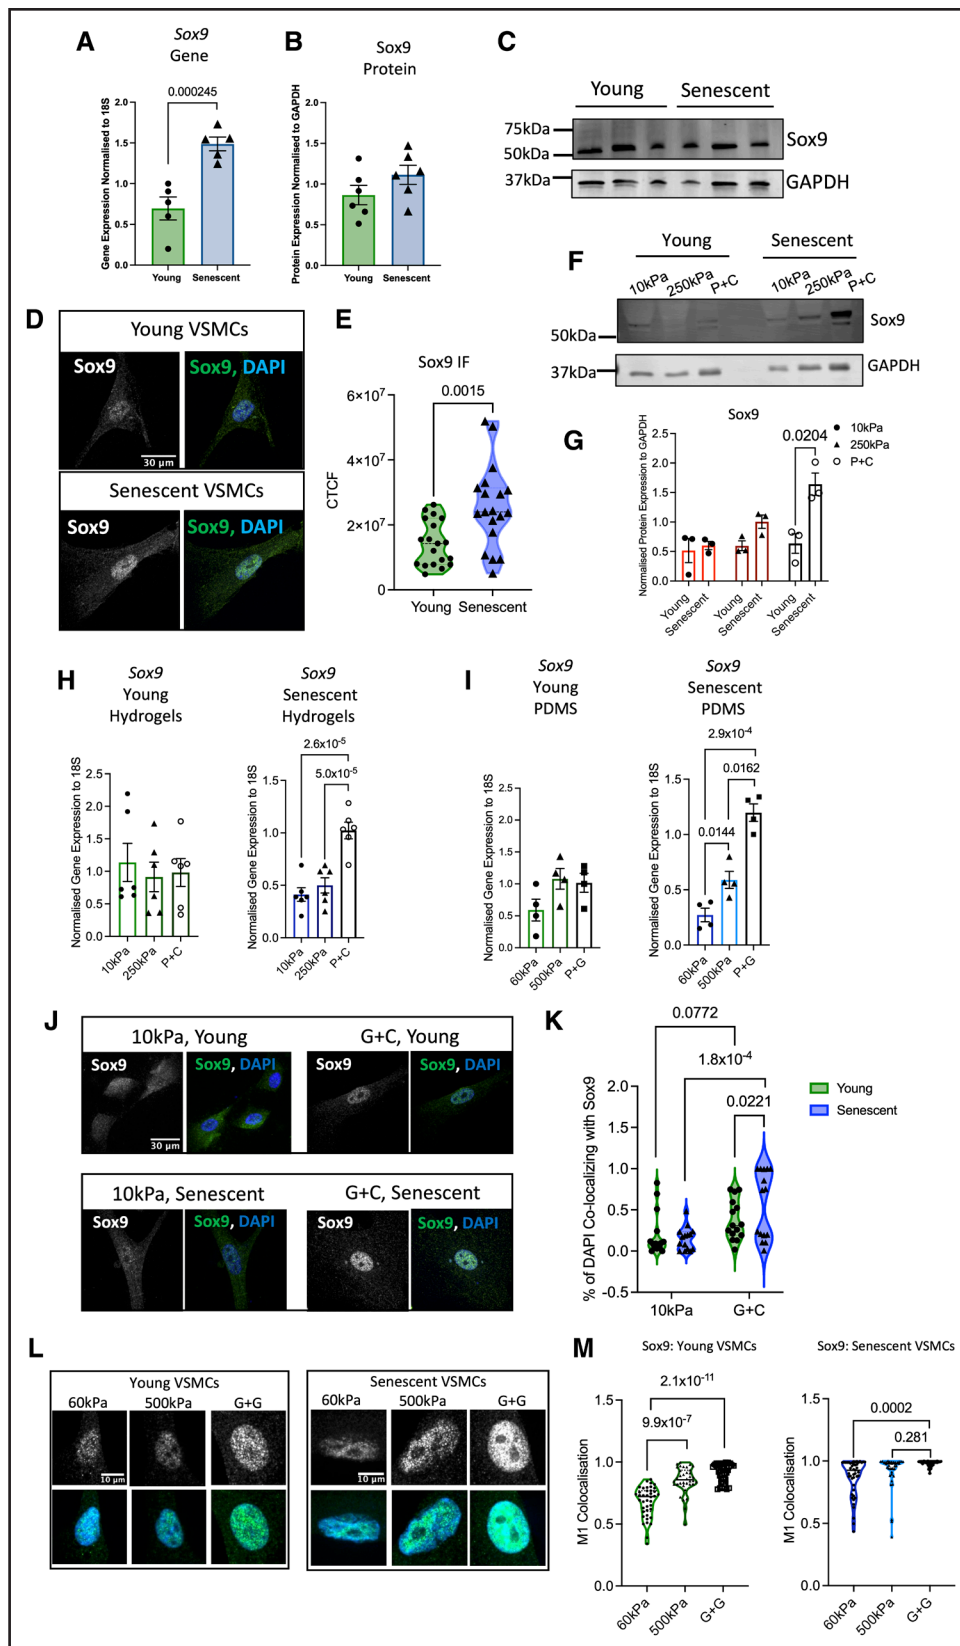 A
Sox9
Gene
Gene Expression Normalised to 18S
0.000245
2.0
1.5
1.0
0.5
0.0
Young
Senescent
B
Sox9
Protein
Protein Expression Normalised to GAPDH
2.0
1.5
1.0
0.5
0.0
Young
Senescent
C
Young
Senescent
75kDa
50kDa
37kDa
Sox9
GAPDH
D
Young VSMCs
Sox9
Sox9, DAPI
30 µm
Senescent VSMCs
Sox9
Sox9, DAPI
E
Sox9 IF
0.0015
CTCF
6×10⁷
4×10⁷
2×10⁷
0
Young
Senescent
F
Young
Senescent
10kPa
250kPa
P+C
10kPa
250kPa
P+C
50kDa
37kDa
Sox9
GAPDH
G
Sox9
Normalised Protein Expression to GAPDH
2.5
2.0
1.5
1.0
0.5
0.0
0.0204
10kPa
250kPa
P+C
Young
Senescent
Young
Senescent
Young
Senescent
H
Sox9
Young
Hydrogels
Normalised Gene Expression to 18S
2.5
2.0
1.5
1.0
0.5
0.0
10kPa
250kPa
P+C
Sox9
Senescent
Hydrogels
2.6x10⁻⁵
5.0x10⁻⁵
Normalised Gene Expression to 18S
1.5
1.0
0.5
0.0
10kPa
250kPa
P+C
I
Sox9
Young
PDMS
Normalised Gene Expression to 18S
2.5
2.0
1.5
1.0
0.5
0.0
60kPa
500kPa
P+G
Sox9
Senescent
PDMS
2.9x10⁻⁴
0.0162
0.0144
Normalised Gene Expression to 18S
1.5
1.0
0.5
0.0
60kPa
500kPa
P+G
J
10kPa, Young
G+C, Young
Sox9
Sox9, DAPI
Sox9
Sox9, DAPI
30 µm
10kPa, Senescent
G+C, Senescent
Sox9
Sox9, DAPI
Sox9
Sox9, DAPI
K
0.0772
1.8x10⁻⁴
0.0221
% of DAPI Co-localizing with Sox9
2.0
1.5
1.0
0.5
0.0
-0.5
10kPa
G+C
Young
Senescent
L
Young VSMCs
60kPa
500kPa
G+G
10 µm
Senescent VSMCs
60kPa
500kPa
G+G
10 µm
M
Sox9: Young VSMCs
2.1x10⁻¹¹
9.9x10⁻⁷
M1 Colocalisation
1.5
1.0
0.5
0.0
60kPa
500kPa
G+G
Sox9: Senescent VSMCs
0.0002
0.281
M1 Colocalisation
1.5
1.0
0.5
0.0
60kPa
500kPa
G+G